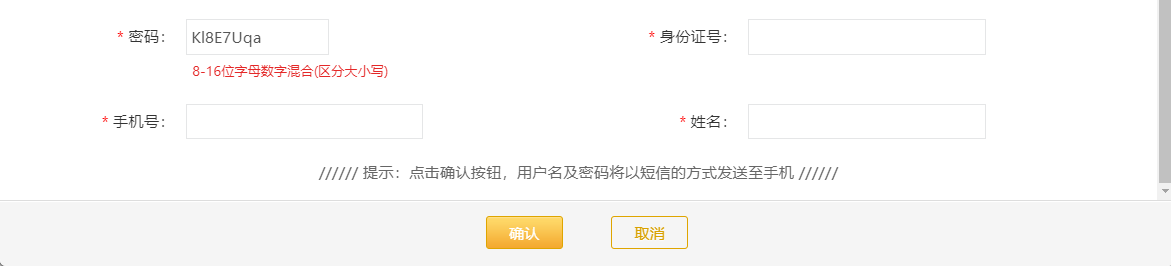 * 密码： Kl8E7Uqa * 身份证号：
8-16位字母数字混合(区分大小写)
* 手机号： * 姓名：
////// 提示：点击确认按钮，用户名及密码将以短信的方式发送至手机 //////
确认 取消